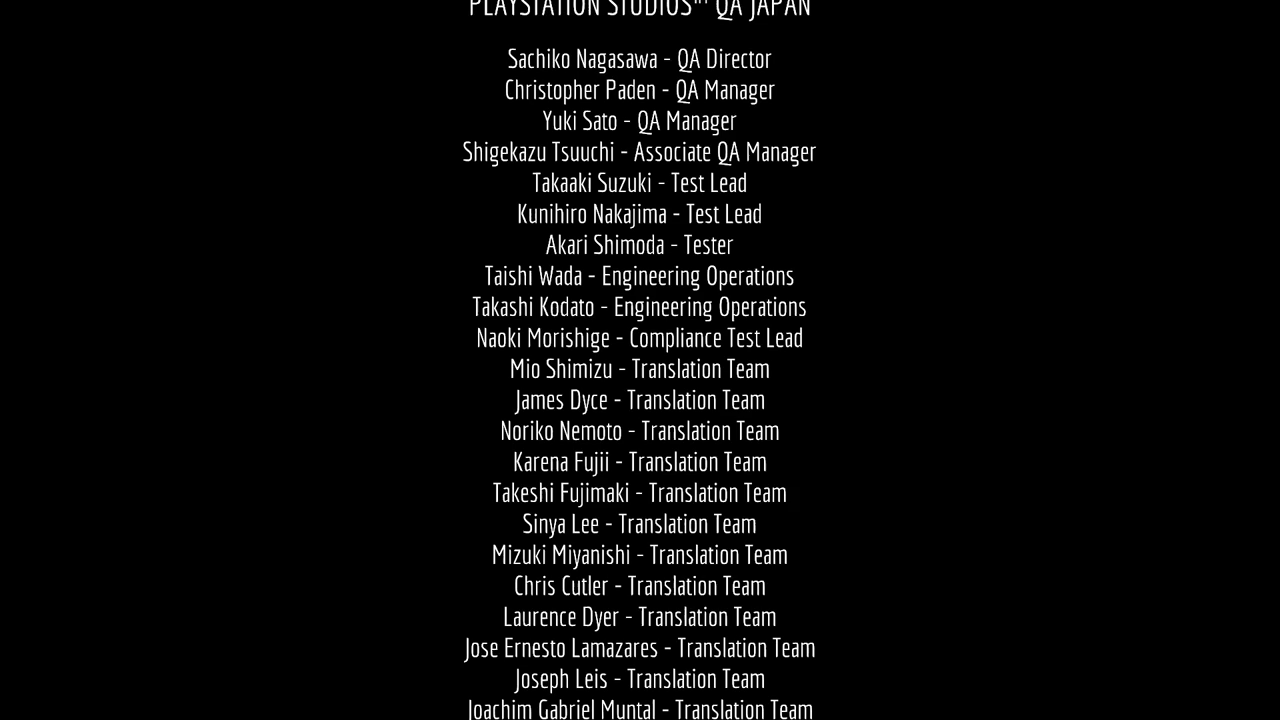 PLAYSTATION STUDIOS™ QA JAPAN
Sachiko Nagasawa - QA Director
Christopher Paden - QA Manager
Yuki Sato - QA Manager
Shigekazu Tsuuchi - Associate QA Manager
Takaaki Suzuki - Test Lead
Kunihiro Nakajima - Test Lead
Akari Shimoda - Tester
Taishi Wada - Engineering Operations
Takashi Kodato - Engineering Operations
Naoki Morishige - Compliance Test Lead
Mio Shimizu - Translation Team
James Dyce - Translation Team
Noriko Nemoto - Translation Team
Karena Fujii - Translation Team
Takeshi Fujimaki - Translation Team
Sinya Lee - Translation Team
Mizuki Miyanishi - Translation Team
Chris Cutler - Translation Team
Laurence Dyer - Translation Team
Jose Ernesto Lamazares - Translation Team
Joseph Leis - Translation Team
Joachim Gabriel Muntal - Translation Team